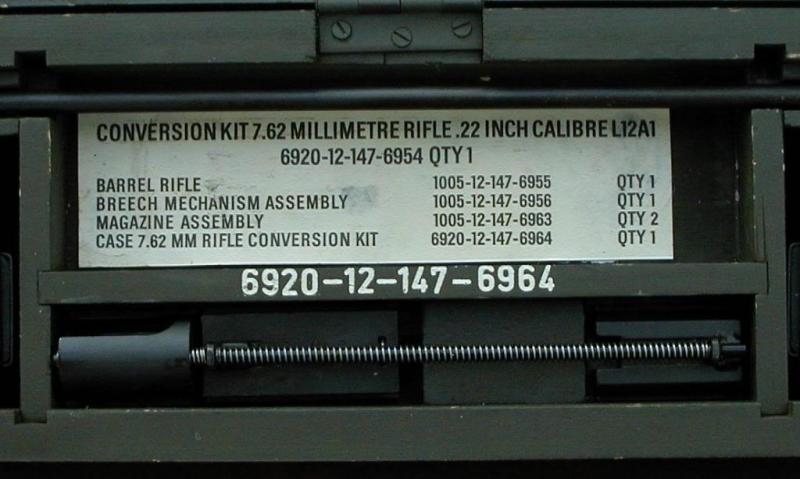 CONVERSION KIT 7.62 MILLIMETRE RIFLE .22 INCH CALIBRE L12A1
6920-12-147-6954 QTY 1
BARREL RIFLE 1005-12-147-6955 QTY 1
BREECH MECHANISM ASSEMBLY 1005-12-147-6956 QTY 1
MAGAZINE ASSEMBLY 1005-12-147-6963 QTY 2
CASE 7.62 MM RIFLE CONVERSION KIT 6920-12-147-6964 QTY 1
6920-12-147-6964